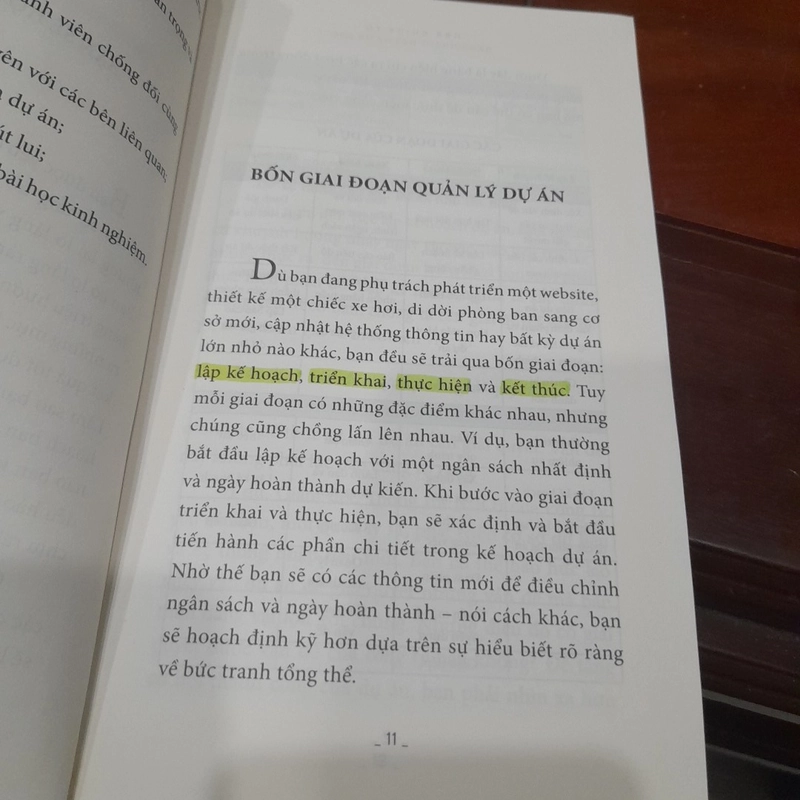 ành viên chống đối cùng
yên với các bên liên quan;
dự án;
út lui;
bài học kinh nghiệm.
BỐN GIAI ĐOẠN QUẢN LÝ DỰ ÁN
Dù bạn đang phụ trách phát triển một website,
thiết kế một chiếc xe hơi, di dời phòng ban sang cơ
sở mới, cập nhật hệ thống thông tin hay bất kỳ dự án
lớn nhỏ nào khác, bạn đều sẽ trải qua bốn giai đoạn:
lập kế hoạch, triển khai, thực hiện và kết thúc. Tuy
mỗi giai đoạn có những đặc điểm khác nhau, nhưng
chúng cũng chồng lấn lên nhau. Ví dụ, bạn thường
bắt đầu lập kế hoạch với một ngân sách nhất định
và ngày hoàn thành dự kiến. Khi bước vào giai đoạn
triển khai và thực hiện, bạn sẽ xác định và bắt đầu
tiến hành các phần chi tiết trong kế hoạch dự án.
Nhờ thế bạn sẽ có các thông tin mới để điều chỉnh
ngân sách và ngày hoàn thành – nói cách khác, bạn
sẽ hoạch định kỹ hơn dựa trên sự hiểu biết rõ ràng
về bức tranh tổng thể.
_ 11 _